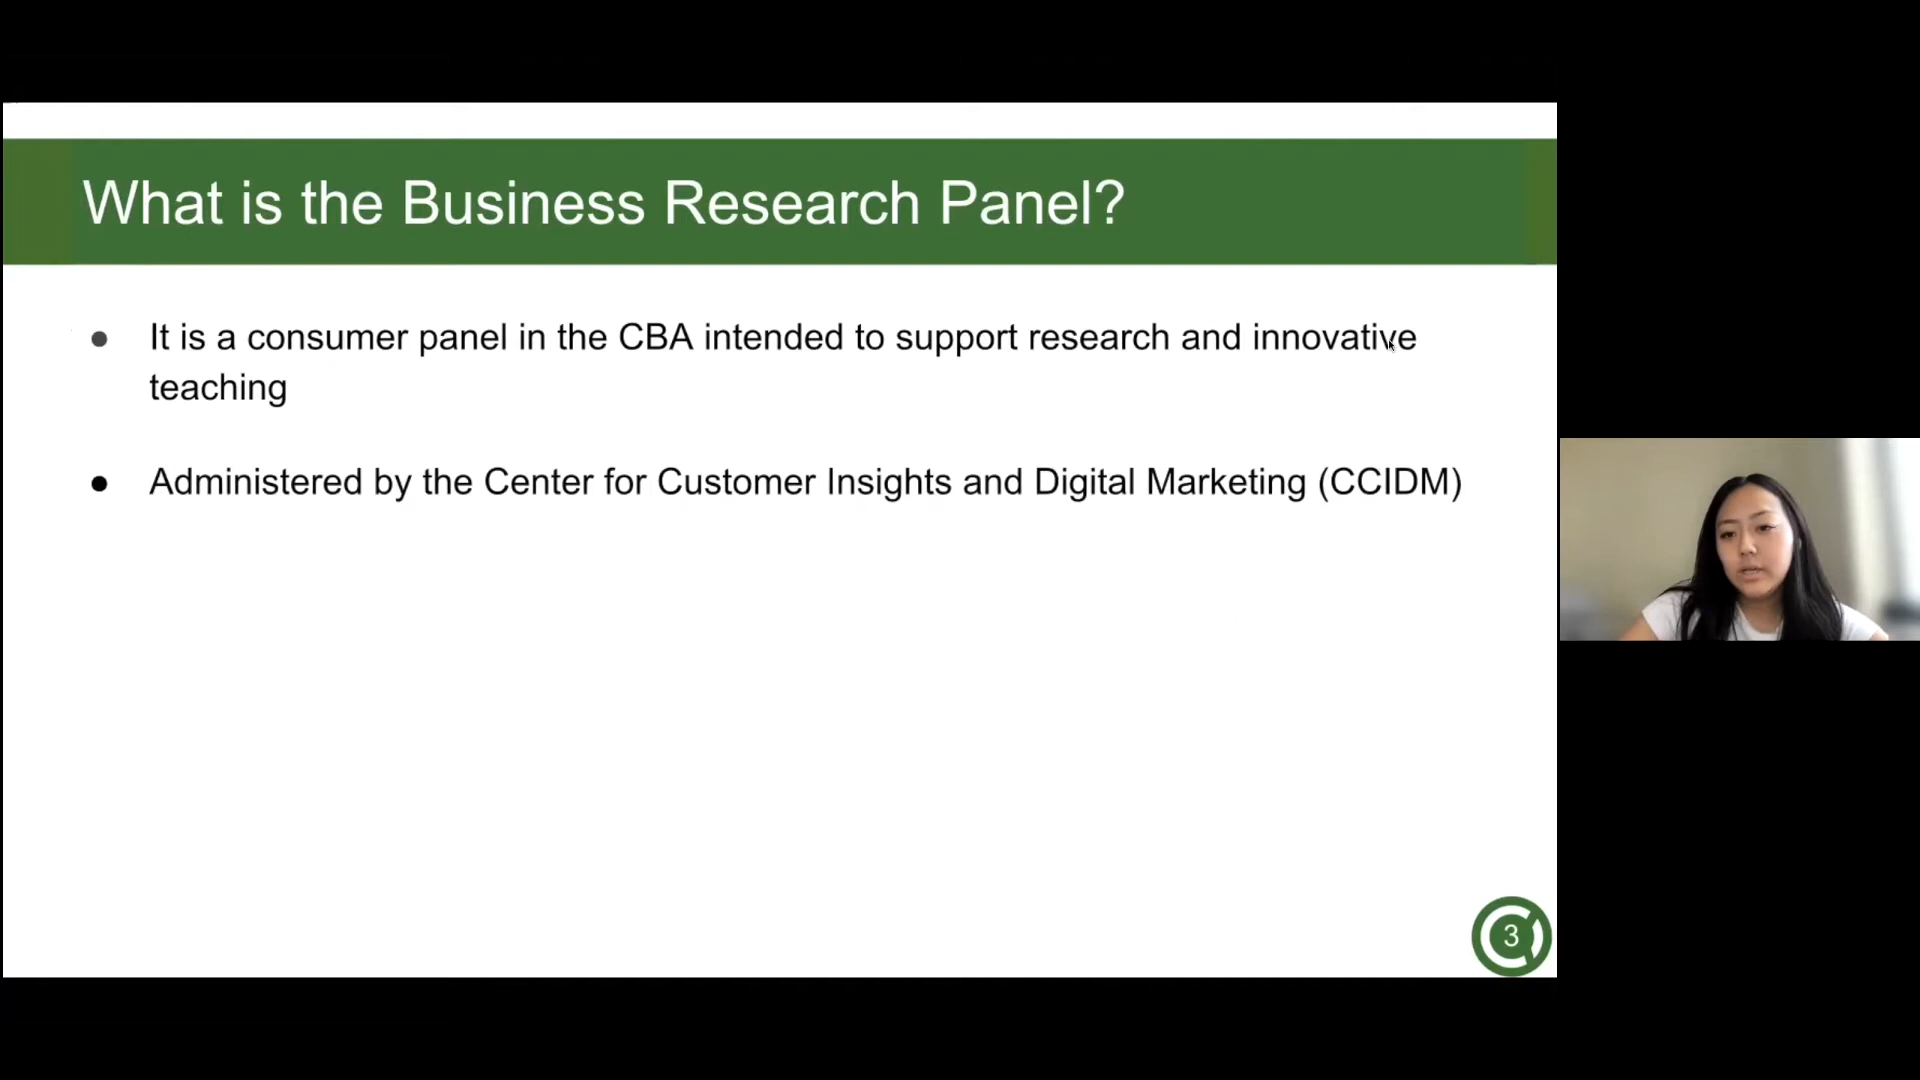 What is the Business Research Panel?
● It is a consumer panel in the CBA intended to support research and innovative
teaching
● Administered by the Center for Customer Insights and Digital Marketing (CCIDM)
3